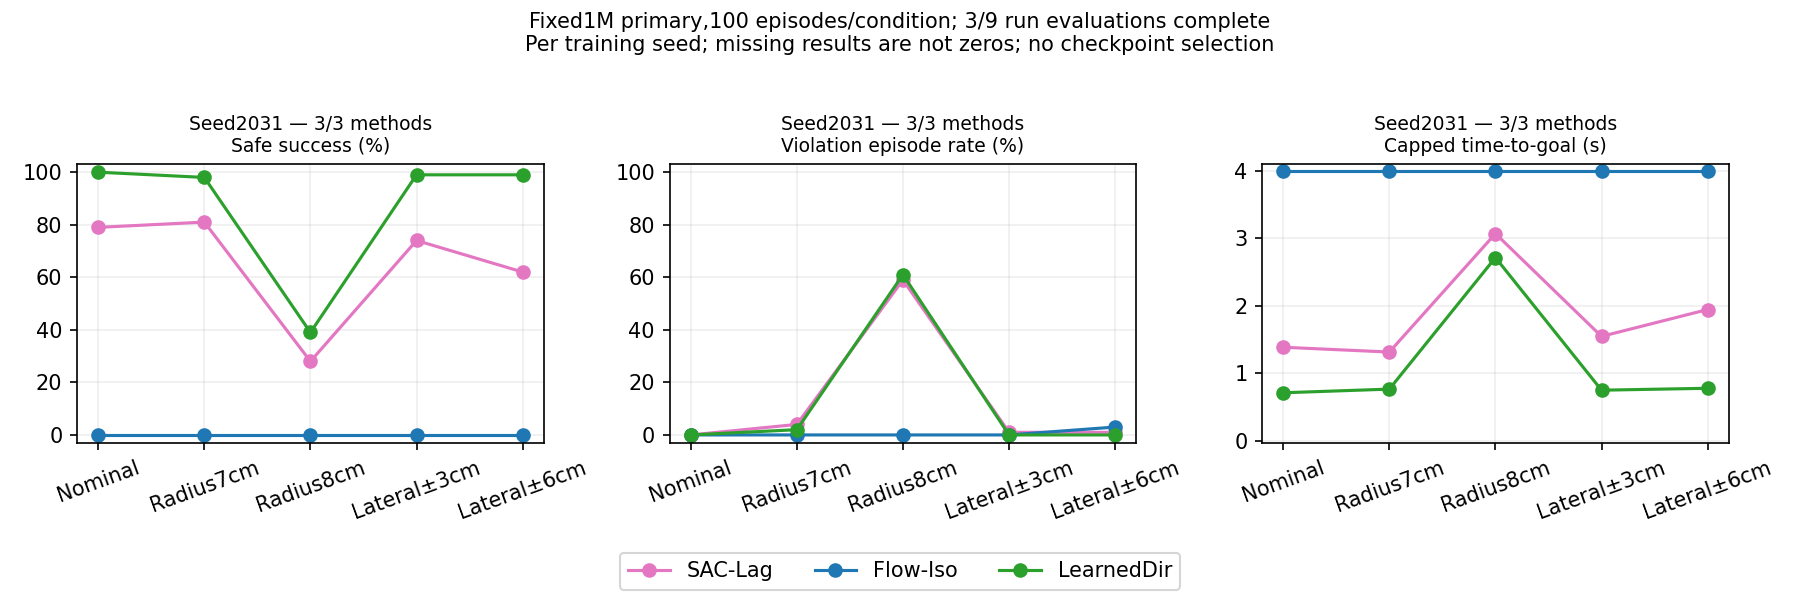 Fixed1M primary,100 episodes/condition; 3/9 run evaluations complete
Per training seed; missing results are not zeros; no checkpoint selection
Seed2031 — 3/3 methods
Safe success (%)
100
80
60
40
20
0
Nominal
Radius7cm
Radius8cm
Lateral±3cm
Lateral±6cm
Seed2031 — 3/3 methods
Violation episode rate (%)
100
80
60
40
20
0
Nominal
Radius7cm
Radius8cm
Lateral±3cm
Lateral±6cm
Seed2031 — 3/3 methods
Capped time-to-goal (s)
4
3
2
1
0
Nominal
Radius7cm
Radius8cm
Lateral±3cm
Lateral±6cm
SAC-Lag
Flow-Iso
LearnedDir